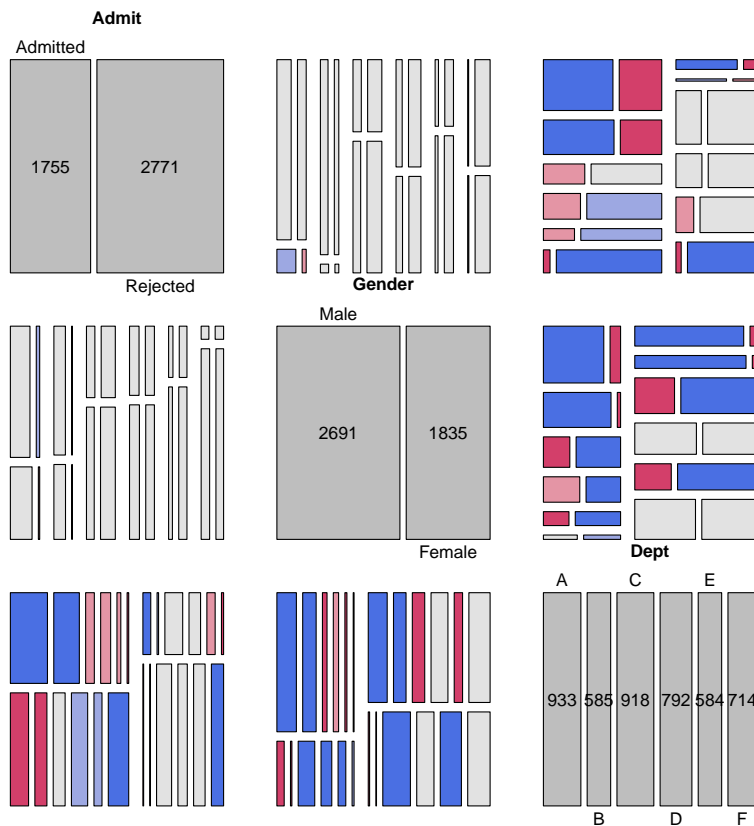 Admit
Admitted
1755 2771
Rejected
Gender
Male
2691 1835
Female
Dept
A C E
933 585 918 792 584 714
B D F